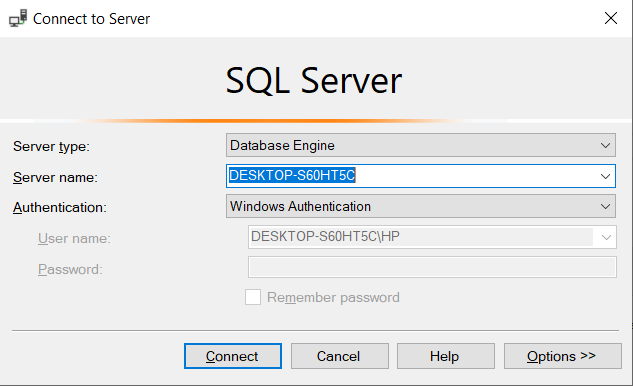 Connect to Server
SQL Server
Server type: Database Engine
Server name: DESKTOP-S60HT5C
Authentication: Windows Authentication
User name: DESKTOP-S60HT5C\HP
Password:
Remember password
Connect Cancel Help Options >>